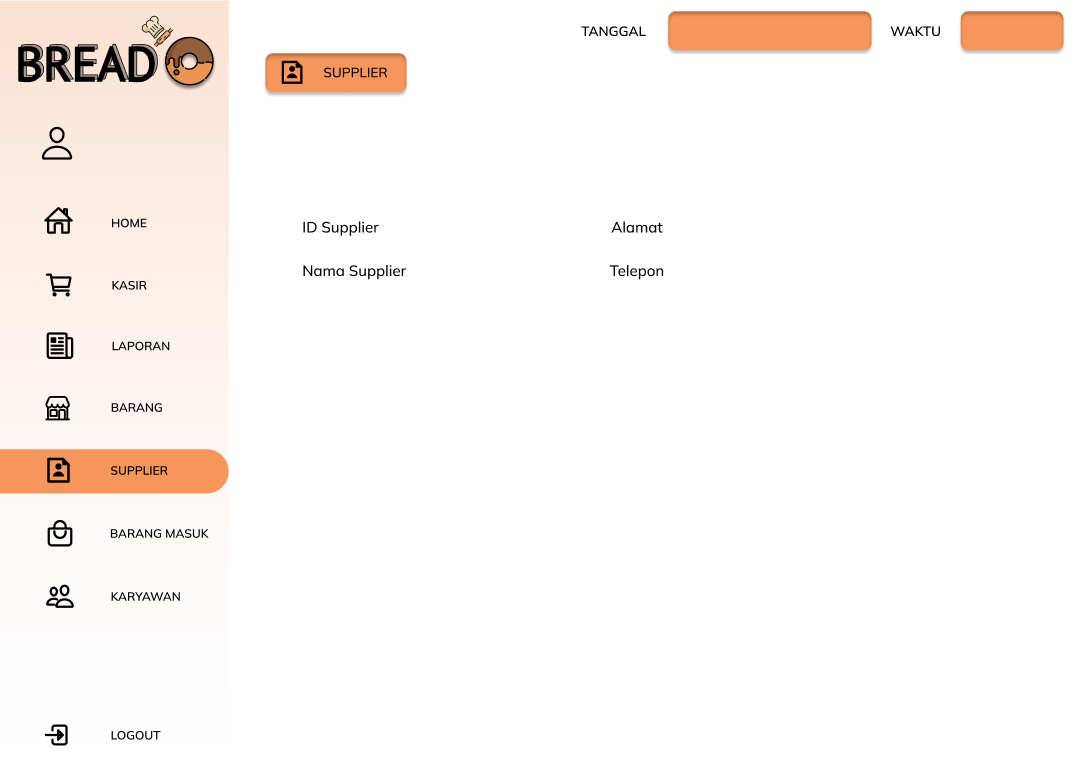 BREAD
TANGGAL
WAKTU
SUPPLIER
HOME
KASIR
LAPORAN
BARANG
SUPPLIER
BARANG MASUK
KARYAWAN
LOGOUT
ID Supplier
Alamat
Nama Supplier
Telepon